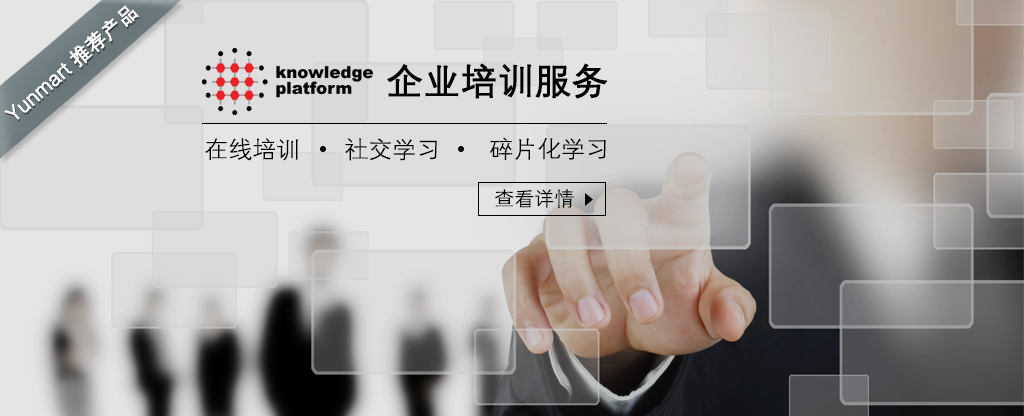 Yunmart 推荐产品
knowledge
platform
企业培训服务
在线培训 • 社交学习 • 碎片化学习
查看详情